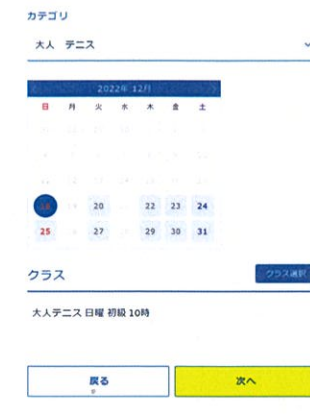 カテゴリ
大人 テニス
2022年 12月
日 月 火 水 木 金 土
18 20 22 23 24
25 27 29 30 31
クラス
クラス選択
大人テニス 日曜 初級 10時
戻る
次へ